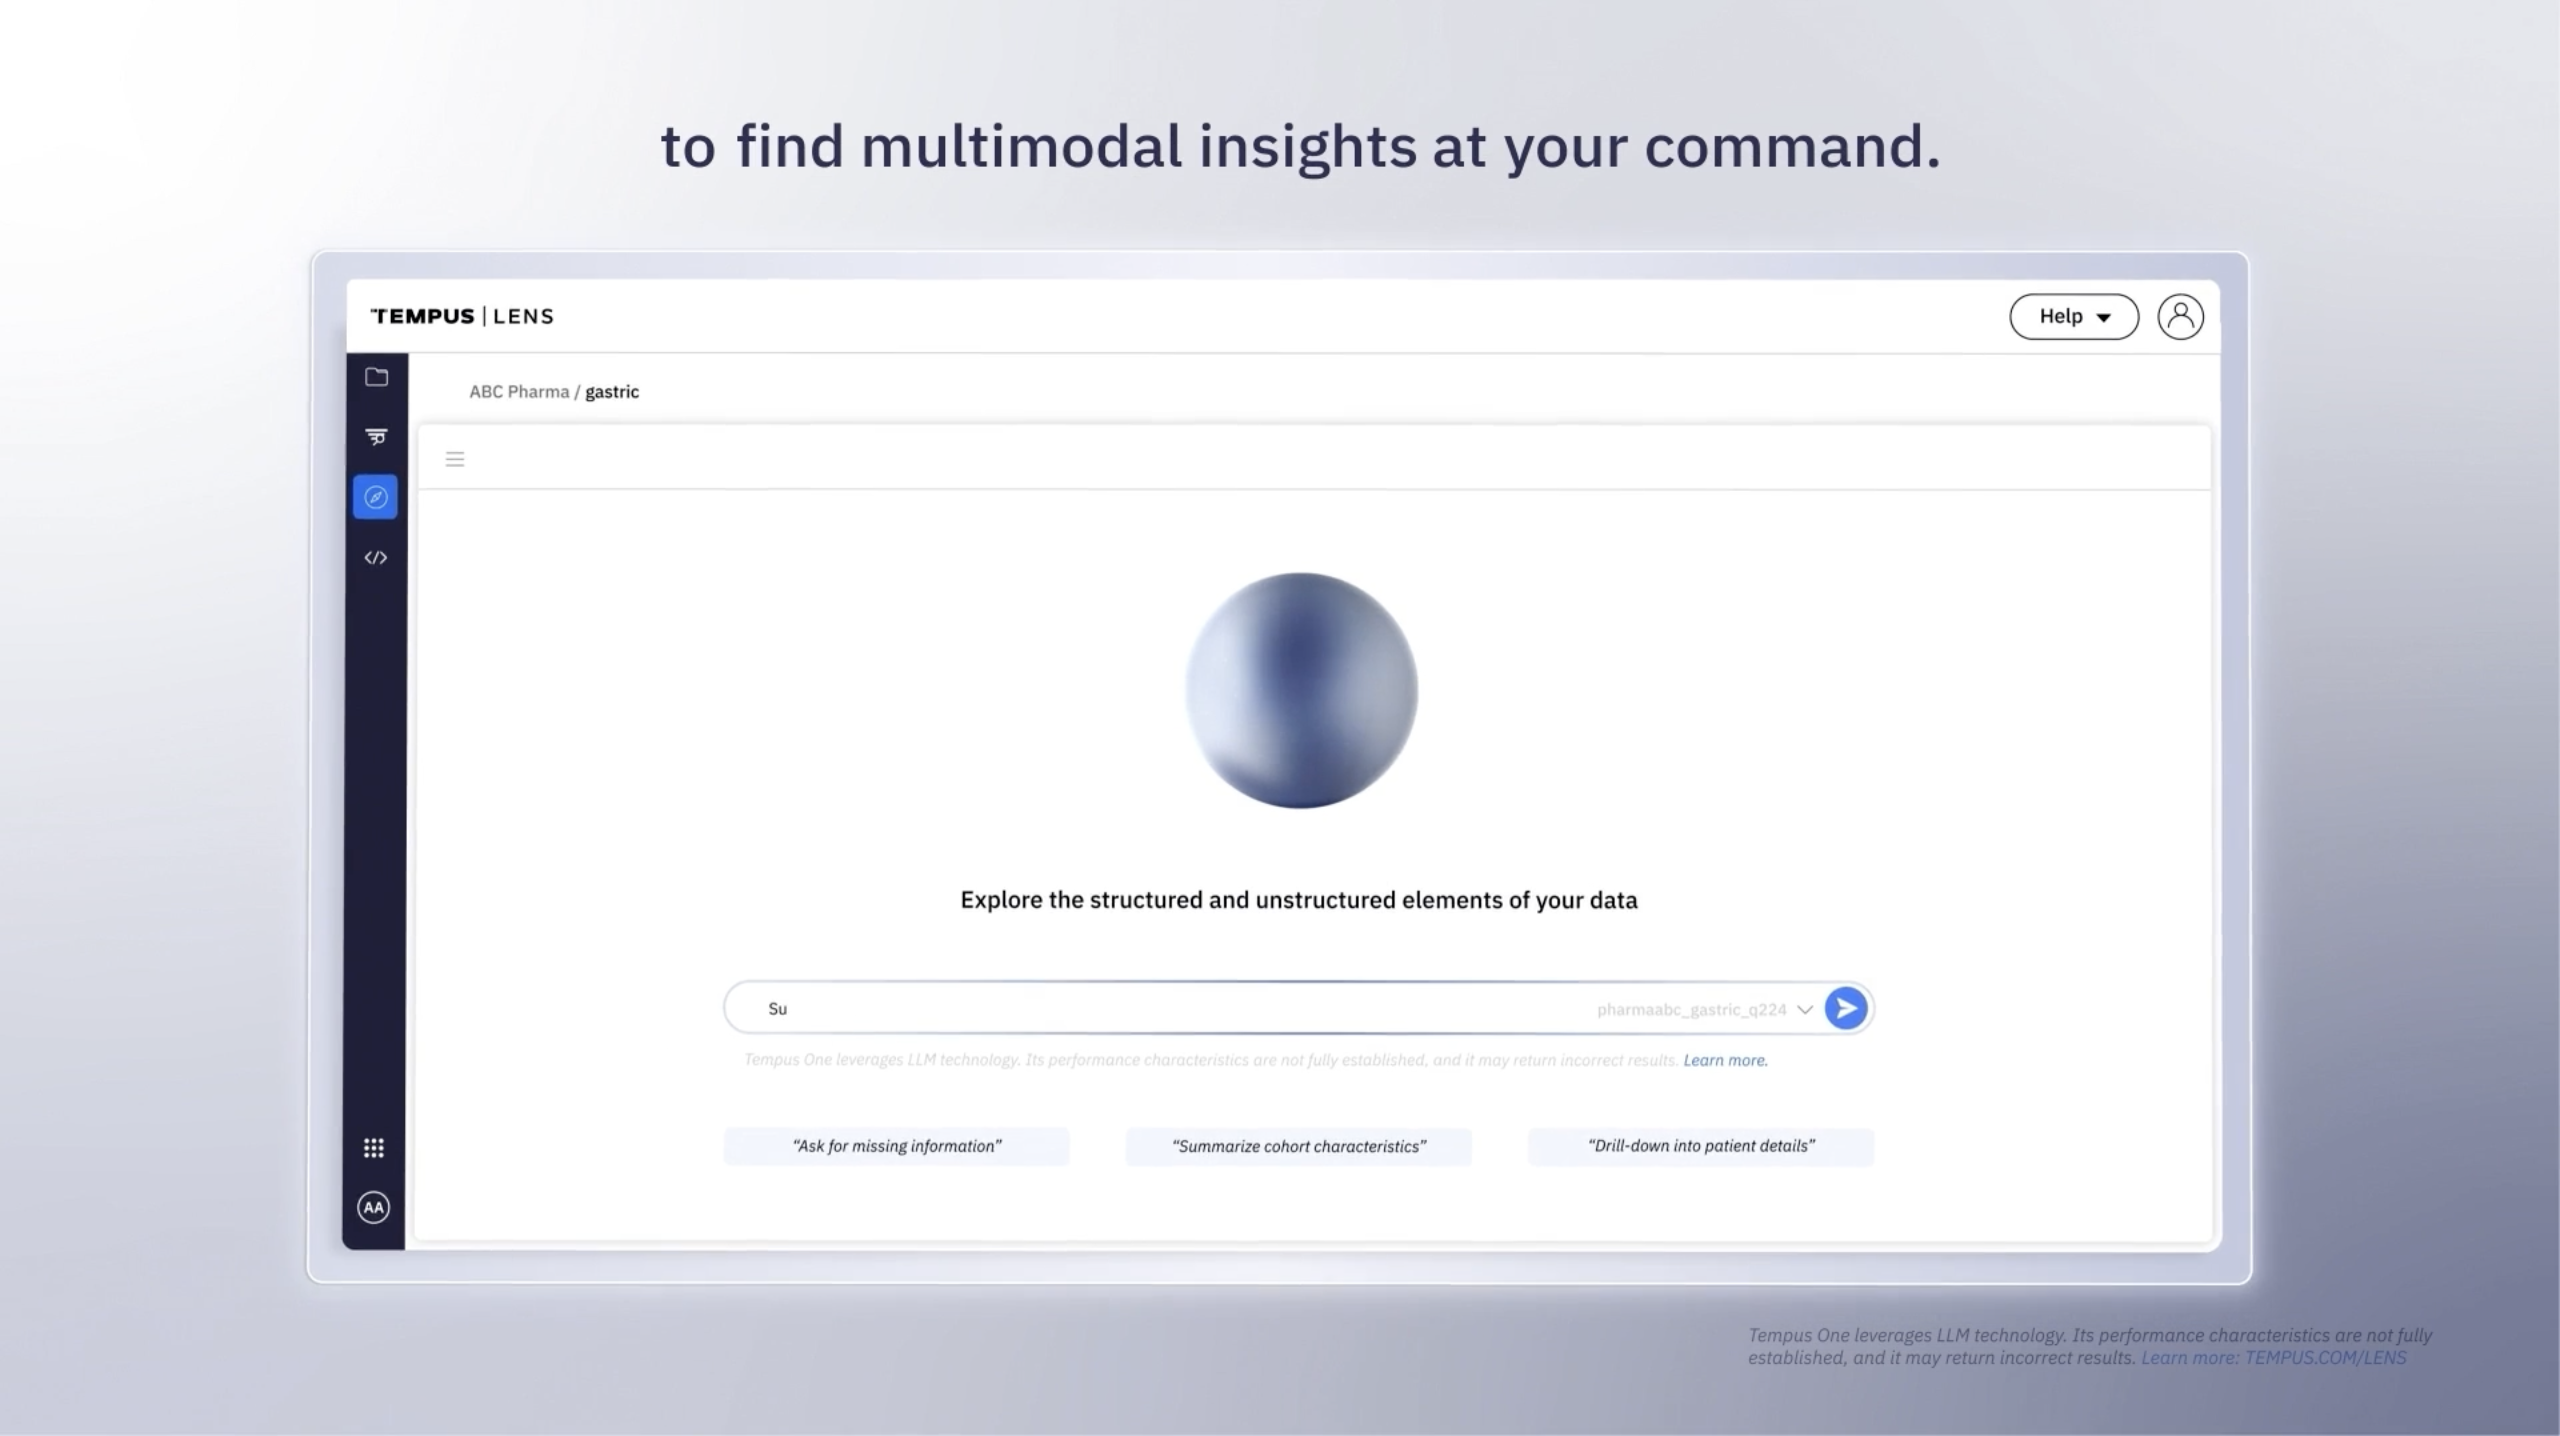 to find multimodal insights at your command.
TEMPUS | LENS
Help
ABC Pharma / gastric
</>
Explore the structured and unstructured elements of your data
Su
pharmaabc_gastric_q224
Tempus One leverages LLM technology. Its performance characteristics are not fully established, and it may return incorrect results. Learn more.
“Ask for missing information”
“Summarize cohort characteristics”
“Drill-down into patient details”
AA
Tempus One leverages LLM technology. Its performance characteristics are not fully
established, and it may return incorrect results. Learn more: TEMPUS.COM/LENS